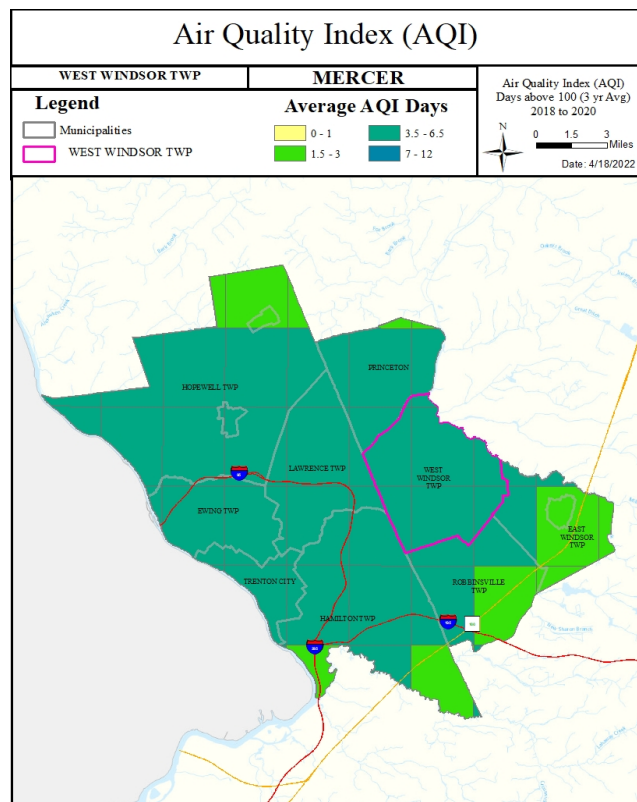 Air Quality Index (AQI)
WEST WINDSOR TWP
MERCER
Legend
Municipalities
WEST WINDSOR TWP
Average AQI Days
0 - 1
1.5 - 3
3.5 - 6.5
7 - 12
Air Quality Index (AQI)
Days above 100 (3 yr Avg)
2018 to 2020
N
0 1.5 3
Miles
Date: 4/18/2022
PRINCETON
HOPEWELL TWP
LAWRENCE TWP
WEST
WINDSOR
TWP
EWING TWP
EAST
WINDSOR
TWP
TRENTON CITY
ROBBINSVILLE
TWP
HAMILTON TWP